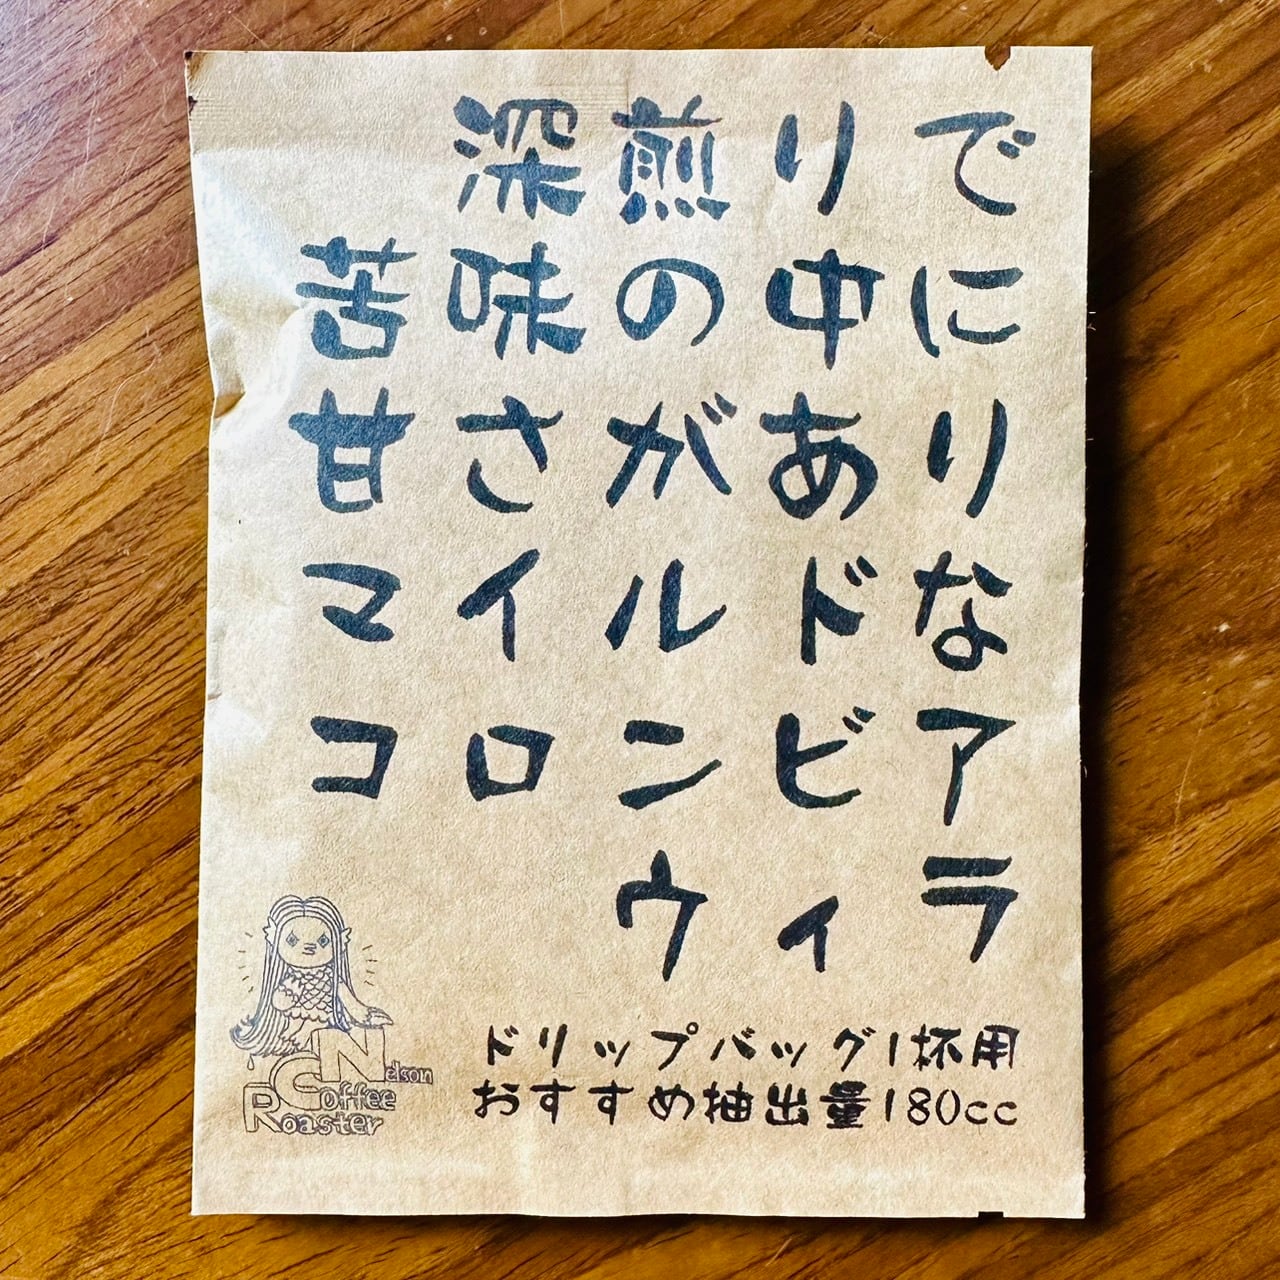 深煎りで
苦味の中に
甘さがあり
マイルドな
コロンビア
ウィラ
ドリップバッグ1杯用
おすすめ抽出量180cc
Nelson
Coffee
Roaster